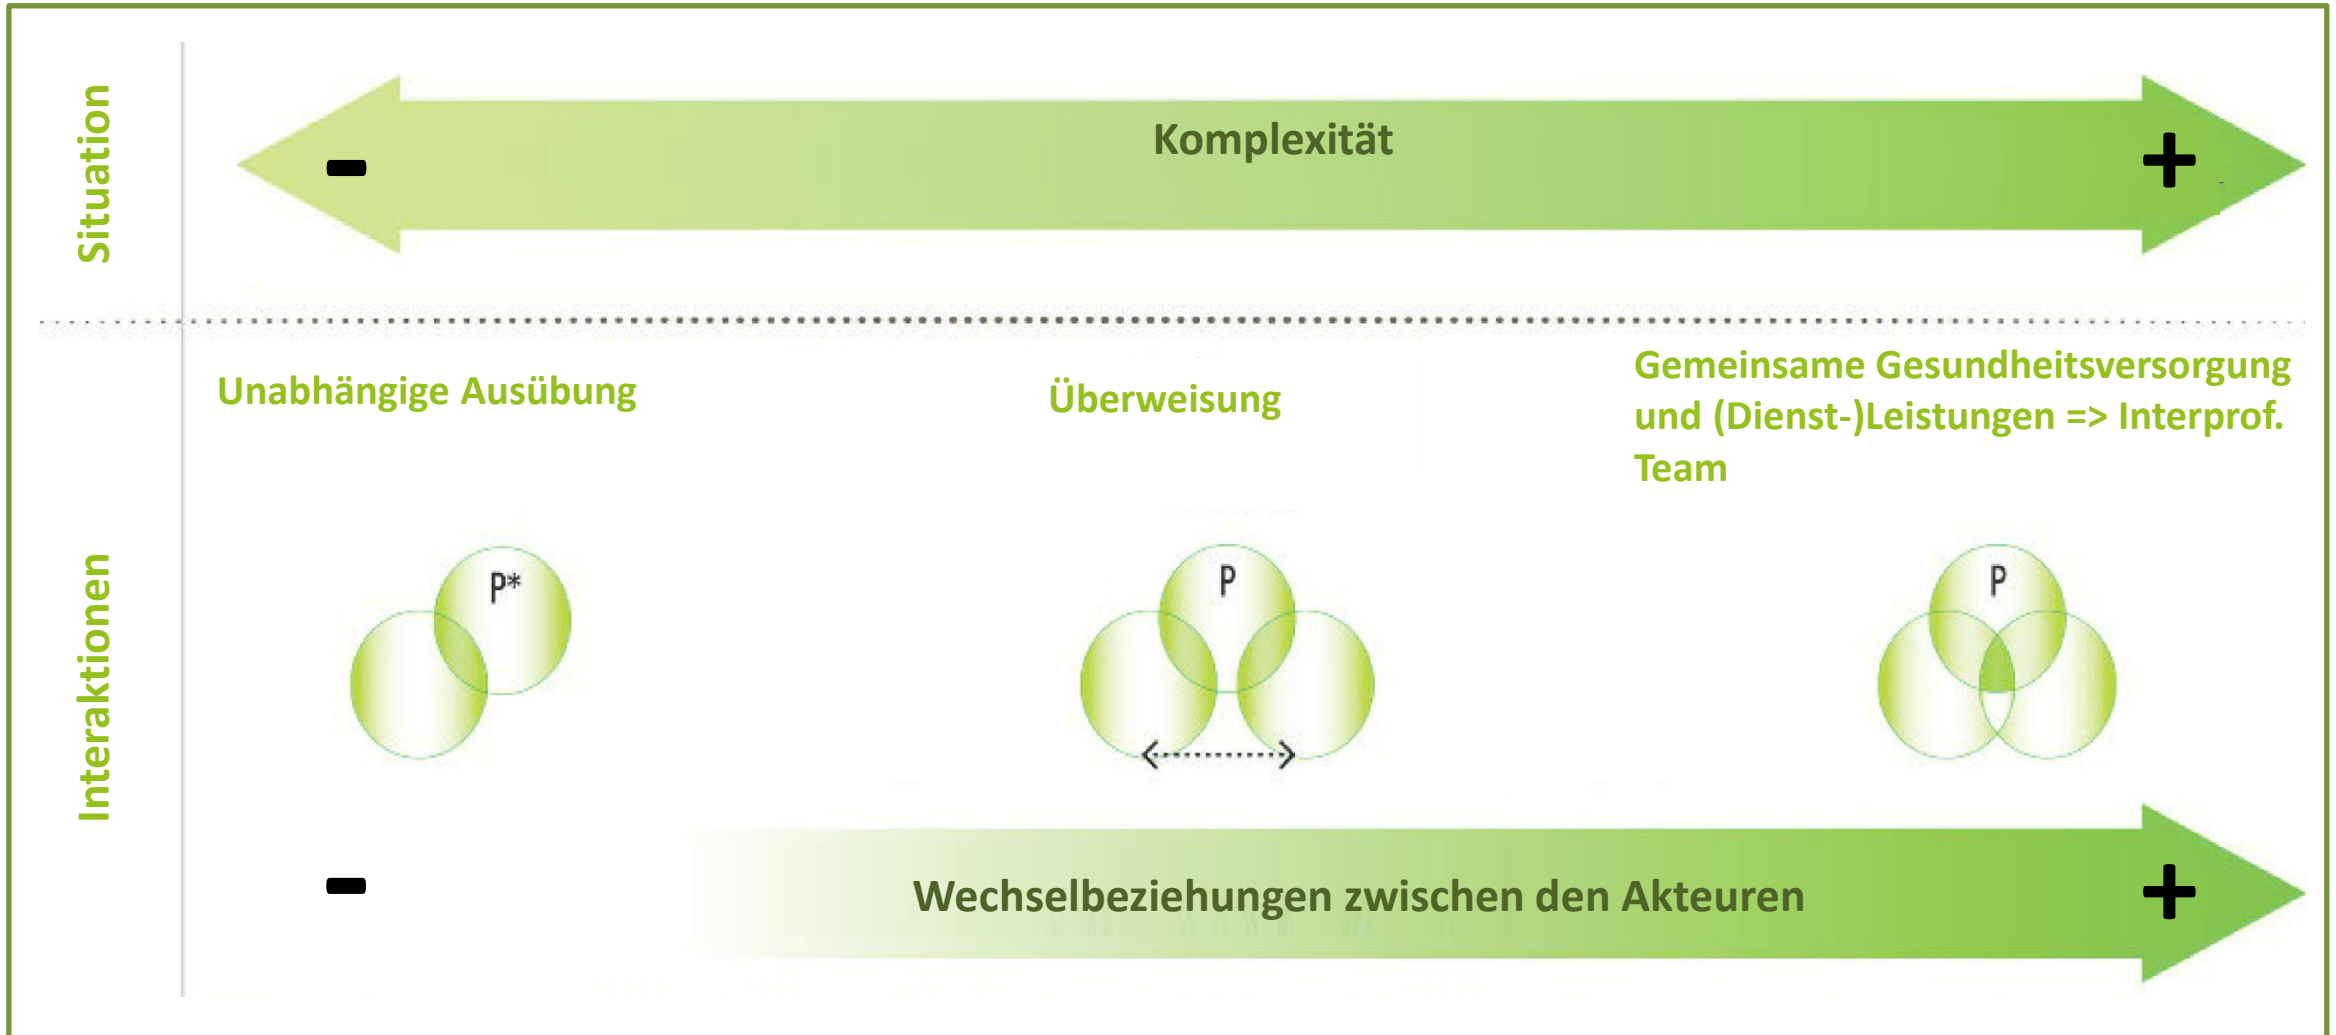 Situation
Komplexität
-
+
Unabhängige Ausübung
Überweisung
Gemeinsame Gesundheitsversorgung
und (Dienst-)Leistungen => Interprof.
Team
Interaktionen
P*
P
P
-
Wechselbeziehungen zwischen den Akteuren
+